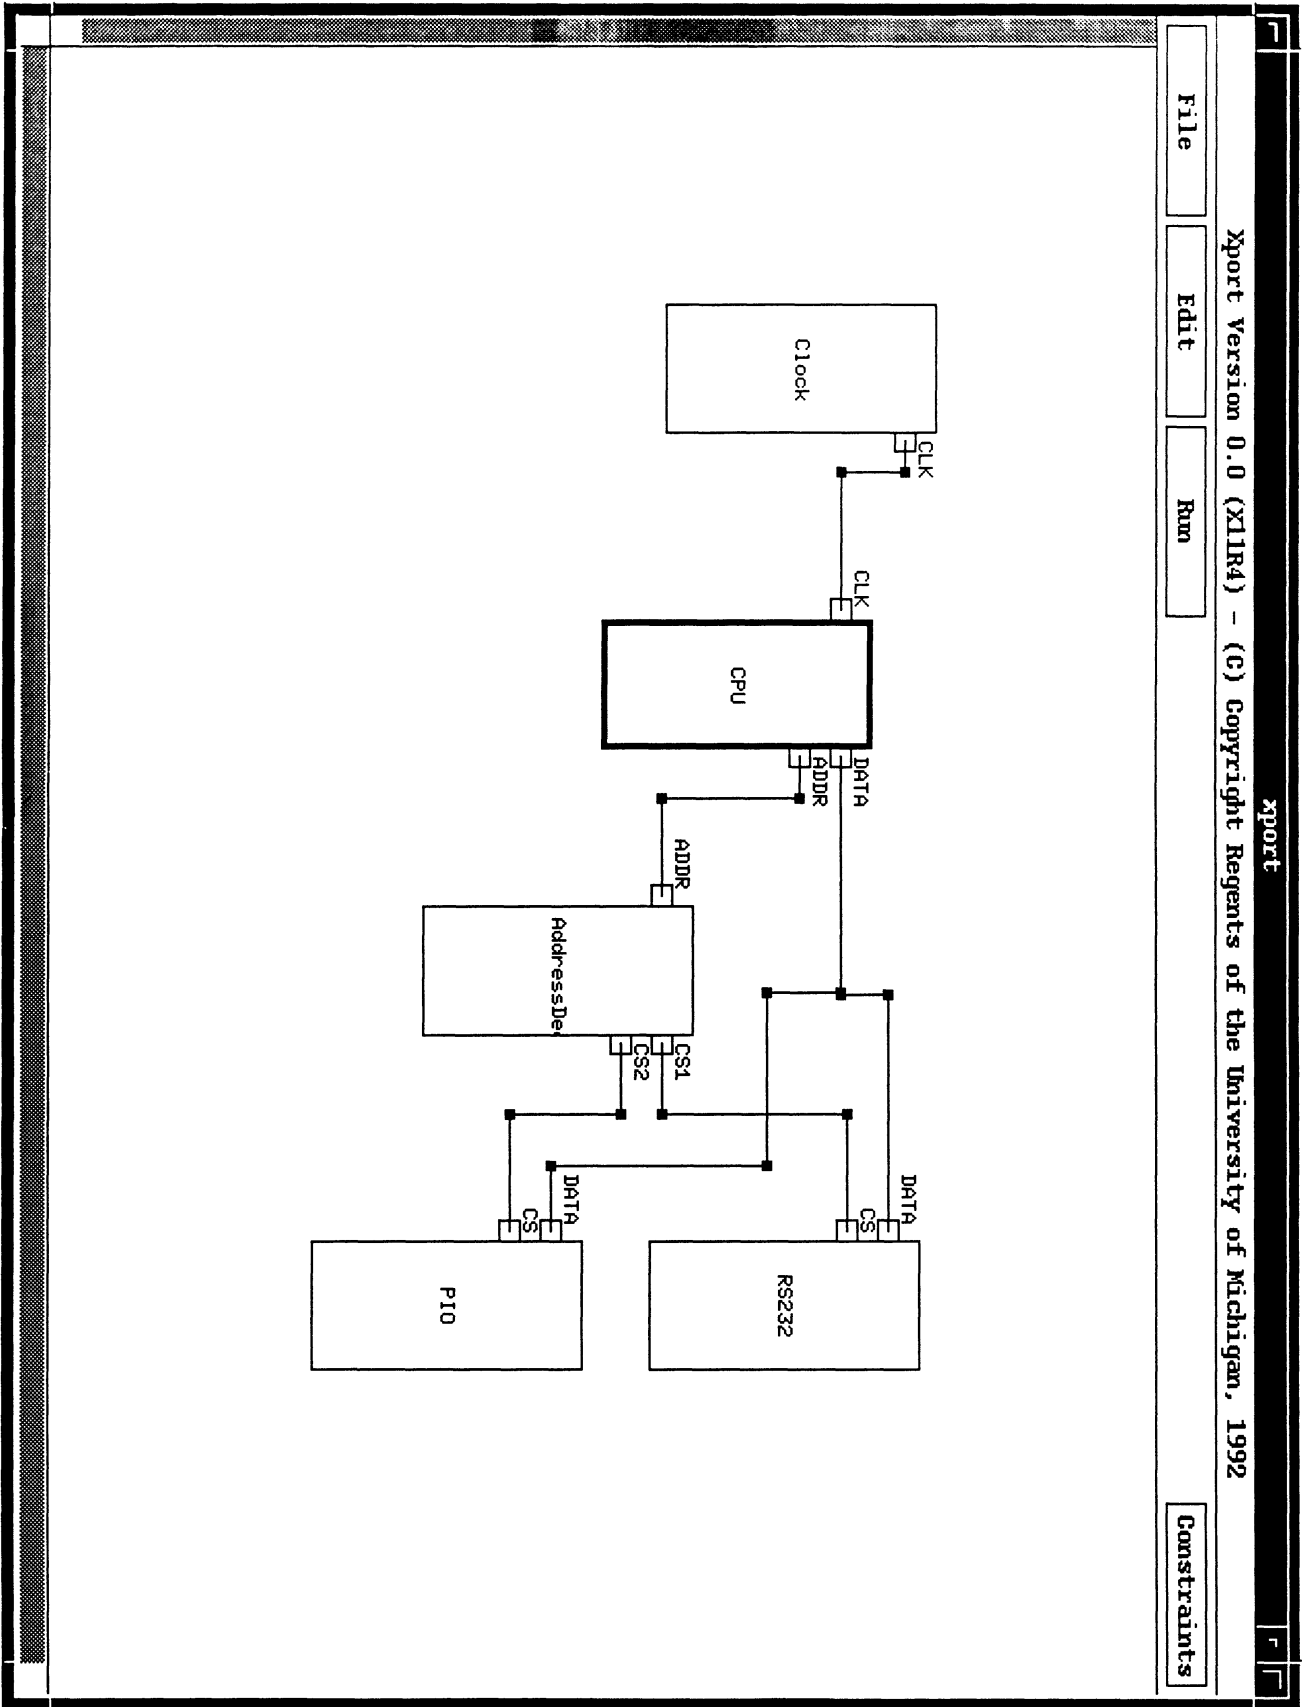 xport
Xport Version 0.0 (X11R4) - (C) Copyright Regents of the University of Michigan, 1992
File
Edit
Run
Constraints
Clock
CLK
CLK
CPU
DATA
ADDR
ADDR
AddressDec
CS1
CS2
DATA
CS
RS232
DATA
CS
PIO